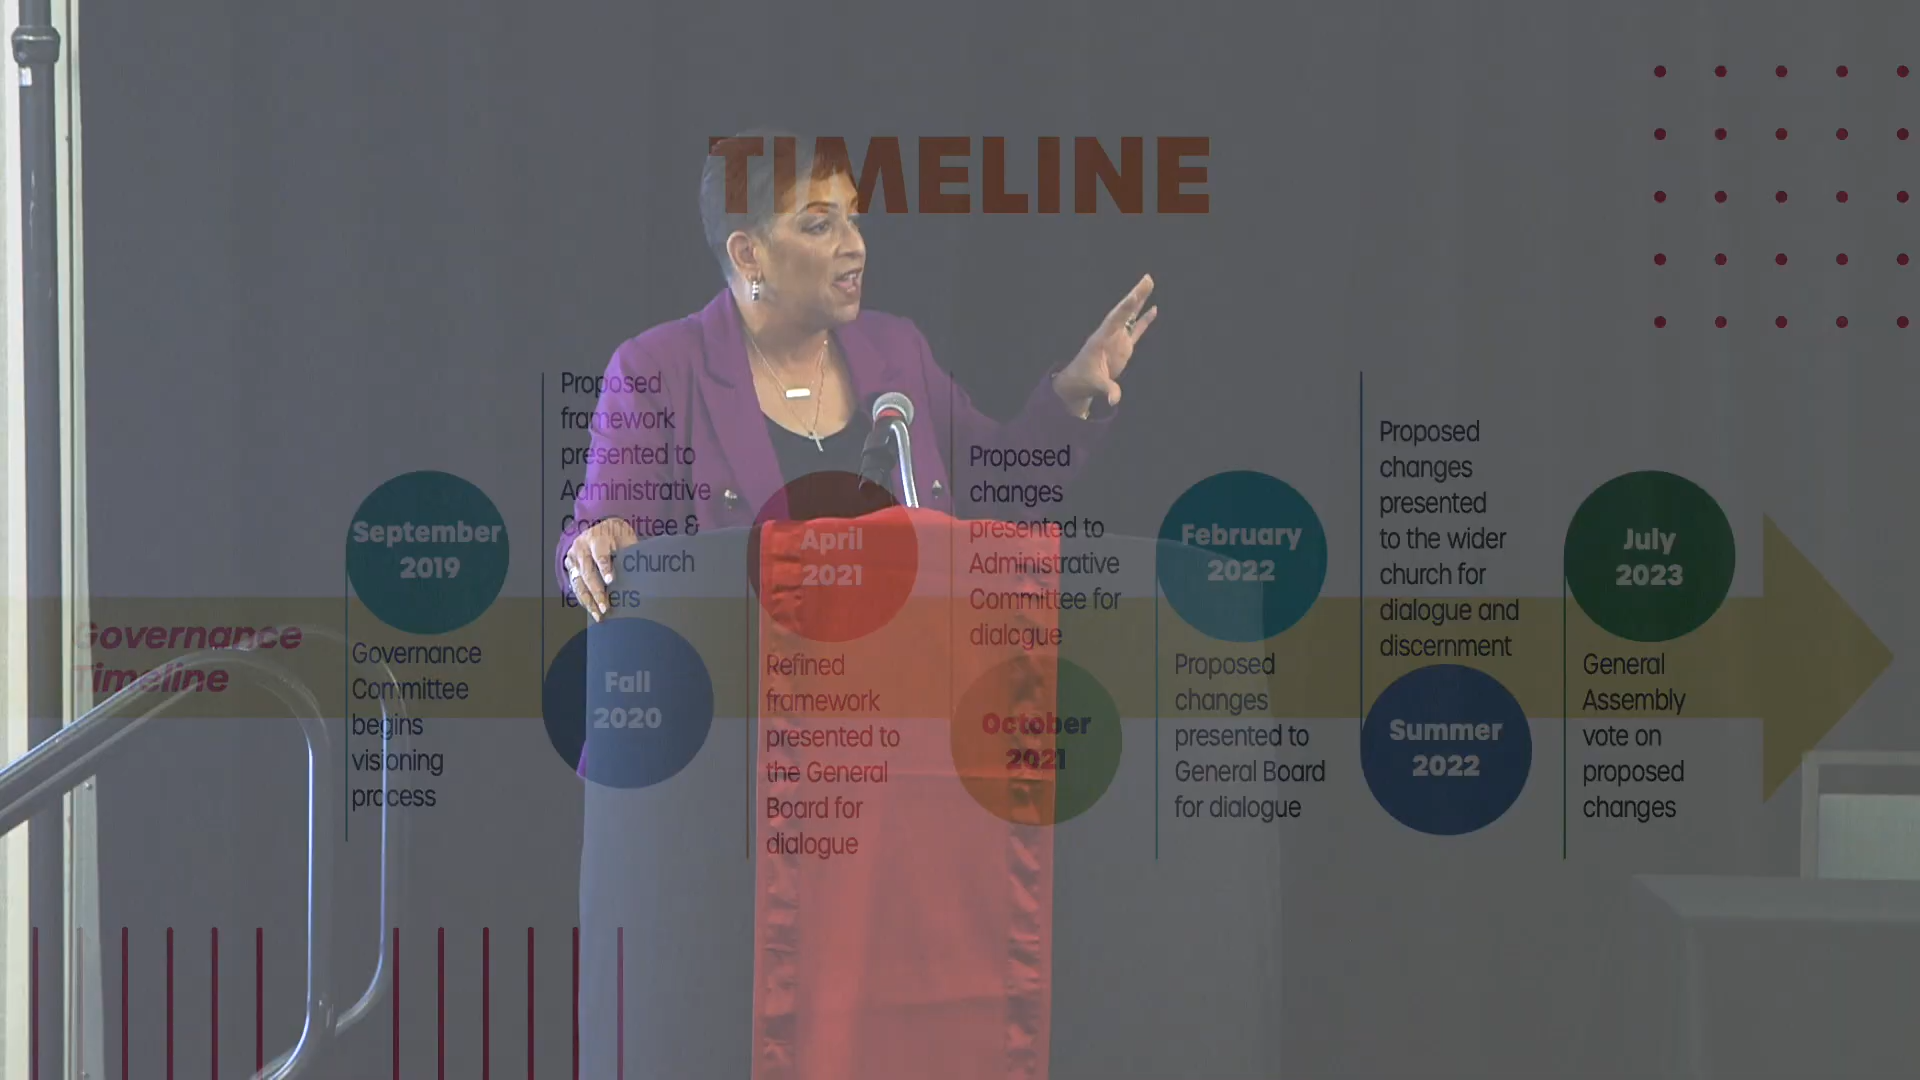 TIMELINE
Governance
Timeline
September
2019
Governance
Committee
begins
visioning
process
Proposed
framework
presented to
Administrative
Committee &
church
leaders
Fall
2020
April
2021
Refined
framework
presented to
the General
Board for
dialogue
Proposed
changes
presented to
Administrative
Committee for
dialogue
October
2021
February
2022
Proposed
changes
presented to
General Board
for dialogue
Proposed
changes
presented
to the wider
church for
dialogue and
discernment
Summer
2022
July
2023
General
Assembly
vote on
proposed
changes